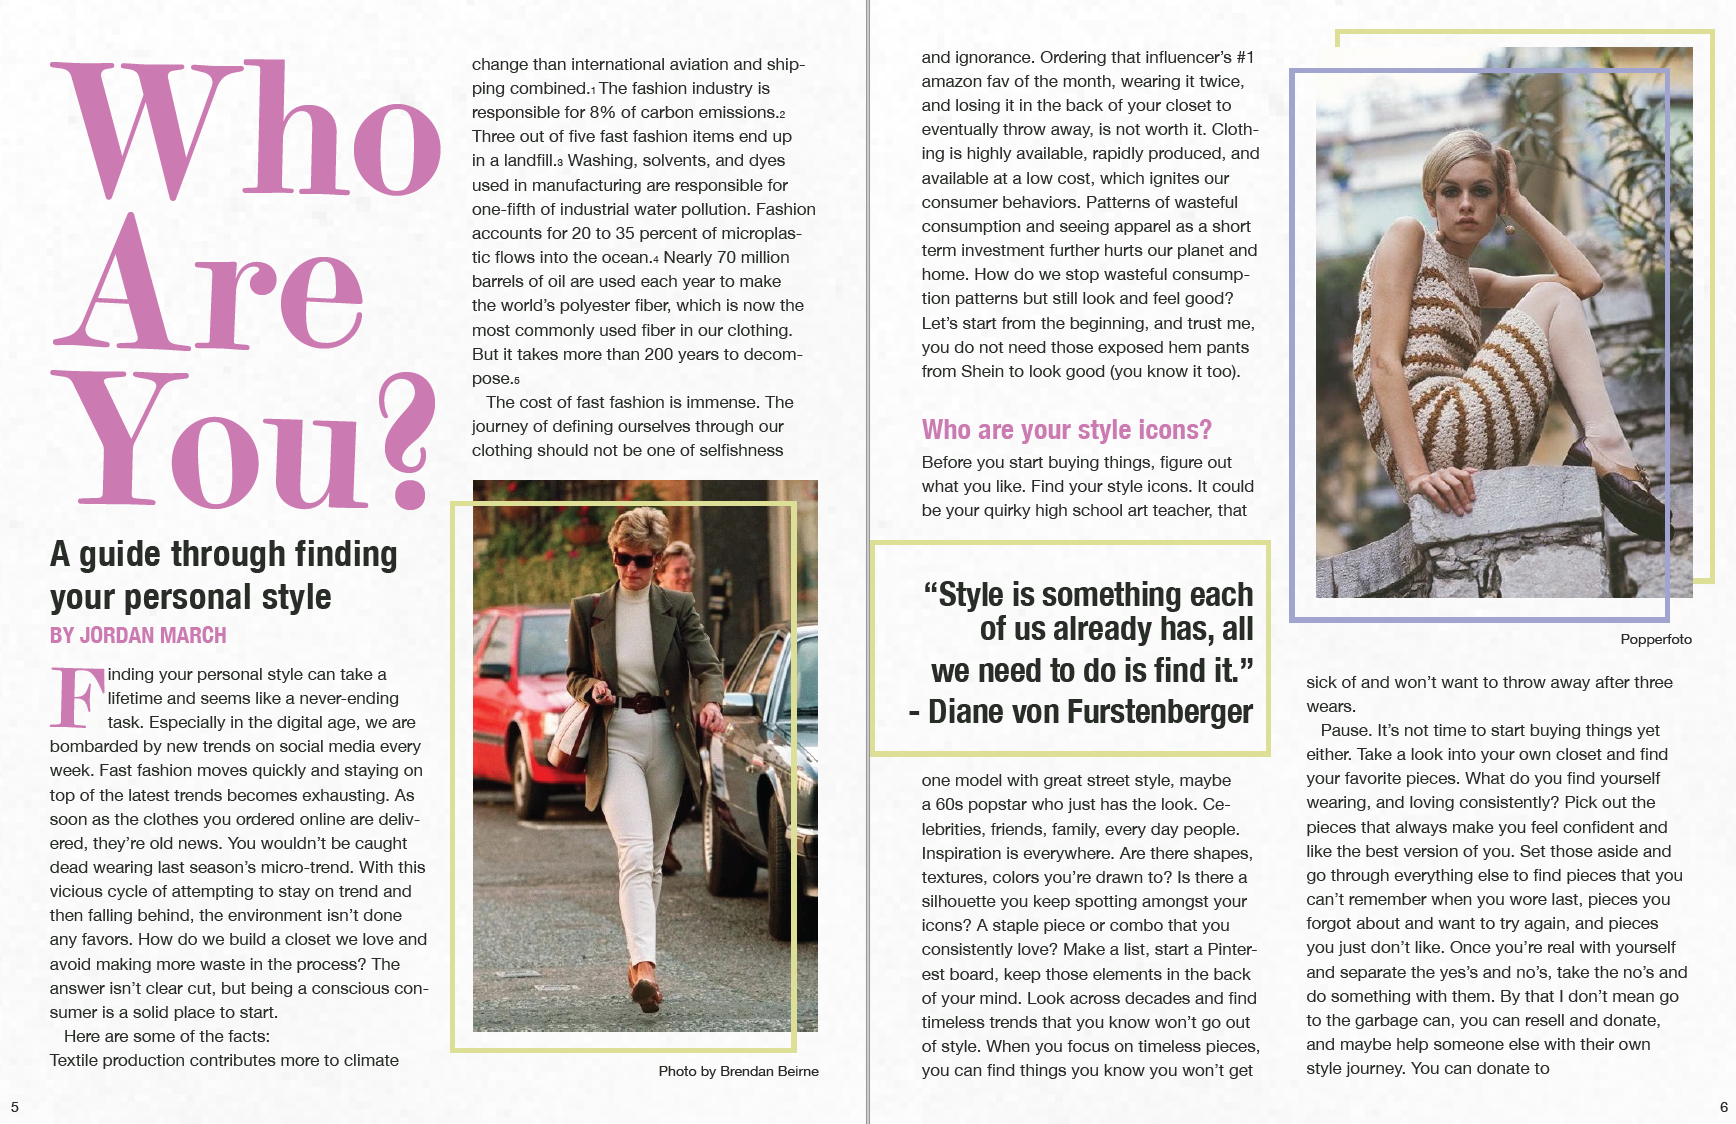 Who
Are
You?
A guide through finding
your personal style
BY JORDAN MARCH
Finding your personal style can take a
lifetime and seems like a never-ending
task. Especially in the digital age, we are
bombarded by new trends on social media every
week. Fast fashion moves quickly and staying on
top of the latest trends becomes exhausting. As
soon as the clothes you ordered online are deliv-
ered, they’re old news. You wouldn’t be caught
dead wearing last season’s micro-trend. With this
vicious cycle of attempting to stay on trend and
then falling behind, the environment isn’t done
any favors. How do we build a closet we love and
avoid making more waste in the process? The
answer isn’t clear cut, but being a conscious con-
sumer is a solid place to start.
Here are some of the facts:
Textile production contributes more to climate
change than international aviation and ship-
ping combined.1 The fashion industry is
responsible for 8% of carbon emissions.2
Three out of five fast fashion items end up
in a landfill.3 Washing, solvents, and dyes
used in manufacturing are responsible for
one-fifth of industrial water pollution. Fashion
accounts for 20 to 35 percent of microplas-
tic flows into the ocean.4 Nearly 70 million
barrels of oil are used each year to make
the world’s polyester fiber, which is now the
most commonly used fiber in our clothing.
But it takes more than 200 years to decom-
pose.5
The cost of fast fashion is immense. The
journey of defining ourselves through our
clothing should not be one of selfishness
Photo by Brendan Beirne
5
and ignorance. Ordering that influencer’s #1
amazon fav of the month, wearing it twice,
and losing it in the back of your closet to
eventually throw away, is not worth it. Cloth-
ing is highly available, rapidly produced, and
available at a low cost, which ignites our
consumer behaviors. Patterns of wasteful
consumption and seeing apparel as a short
term investment further hurts our planet and
home. How do we stop wasteful consump-
tion patterns but still look and feel good?
Let’s start from the beginning, and trust me,
you do not need those exposed hem pants
from Shein to look good (you know it too).
Who are your style icons?
Before you start buying things, figure out
what you like. Find your style icons. It could
be your quirky high school art teacher, that
“Style is something each
of us already has, all
we need to do is find it.”
- Diane von Furstenberger
one model with great street style, maybe
a 60s popstar who just has the look. Ce-
lebrities, friends, family, every day people.
Inspiration is everywhere. Are there shapes,
textures, colors you’re drawn to? Is there a
silhouette you keep spotting amongst your
icons? A staple piece or combo that you
consistently love? Make a list, start a Pinter-
est board, keep those elements in the back
of your mind. Look across decades and find
timeless trends that you know won’t go out
of style. When you focus on timeless pieces,
you can find things you know you won’t get
Popperfoto
sick of and won’t want to throw away after three
wears.
Pause. It’s not time to start buying things yet
either. Take a look into your own closet and find
your favorite pieces. What do you find yourself
wearing, and loving consistently? Pick out the
pieces that always make you feel confident and
like the best version of you. Set those aside and
go through everything else to find pieces that you
can’t remember when you wore last, pieces you
forgot about and want to try again, and pieces
you just don’t like. Once you’re real with yourself
and separate the yes’s and no’s, take the no’s and
do something with them. By that I don’t mean go
to the garbage can, you can resell and donate,
and maybe help someone else with their own
style journey. You can donate to
6